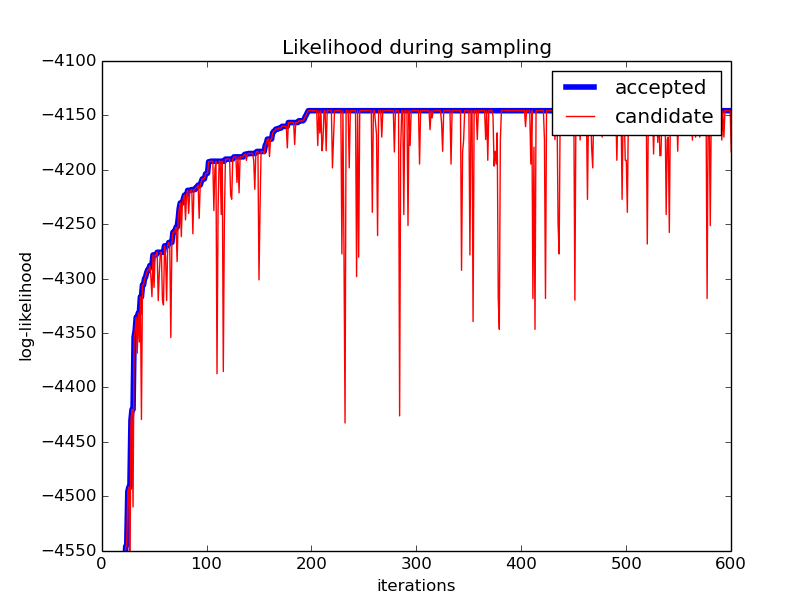 Likelihood during sampling
accepted
candidate
log-likelihood
−4100
−4150
−4200
−4250
−4300
−4350
−4400
−4450
−4500
−4550
0 100 200 300 400 500 600
iterations